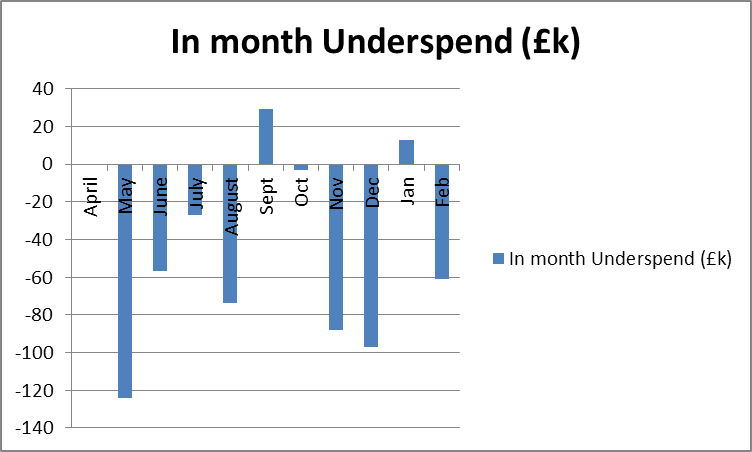 In month Underspend (£k)
40
20
0
-20
-40
-60
-80
-100
-120
-140
April
May
June
July
August
Sept
Oct
Nov
Dec
Jan
Feb
In month Underspend (£k)